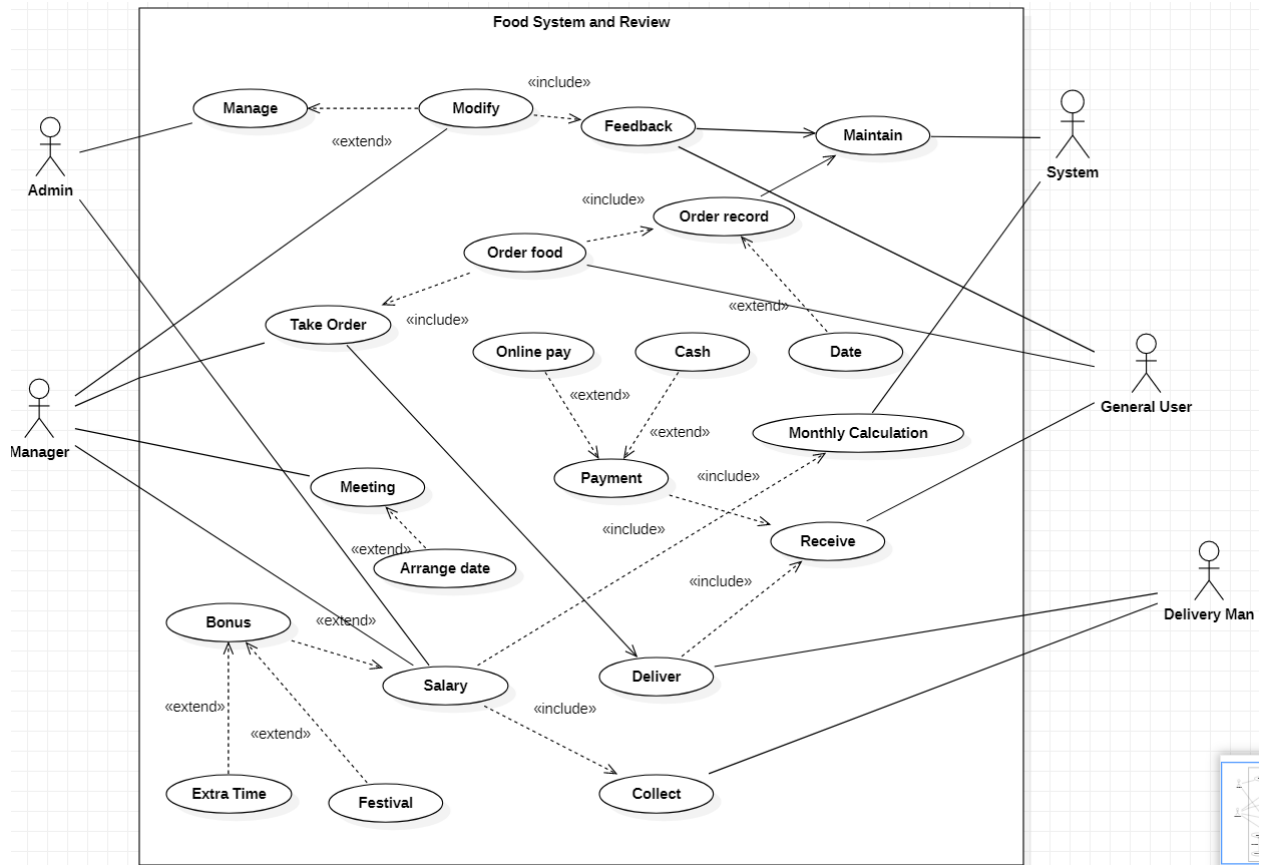 Food System and Review
«include»
Manage
Modify
Feedback
Maintain
«extend»
System
Admin
«include»
Order record
Order food
«extend»
«include»
Take Order
Online pay
Cash
Date
«extend»
General User
«extend»
Monthly Calculation
Manager
Payment
«include»
Meeting
«include»
Receive
«extend»
Arrange date
«include»
Bonus
«extend»
Delivery Man
Salary
Deliver
«extend»
«include»
«extend»
Extra Time
Festival
Collect